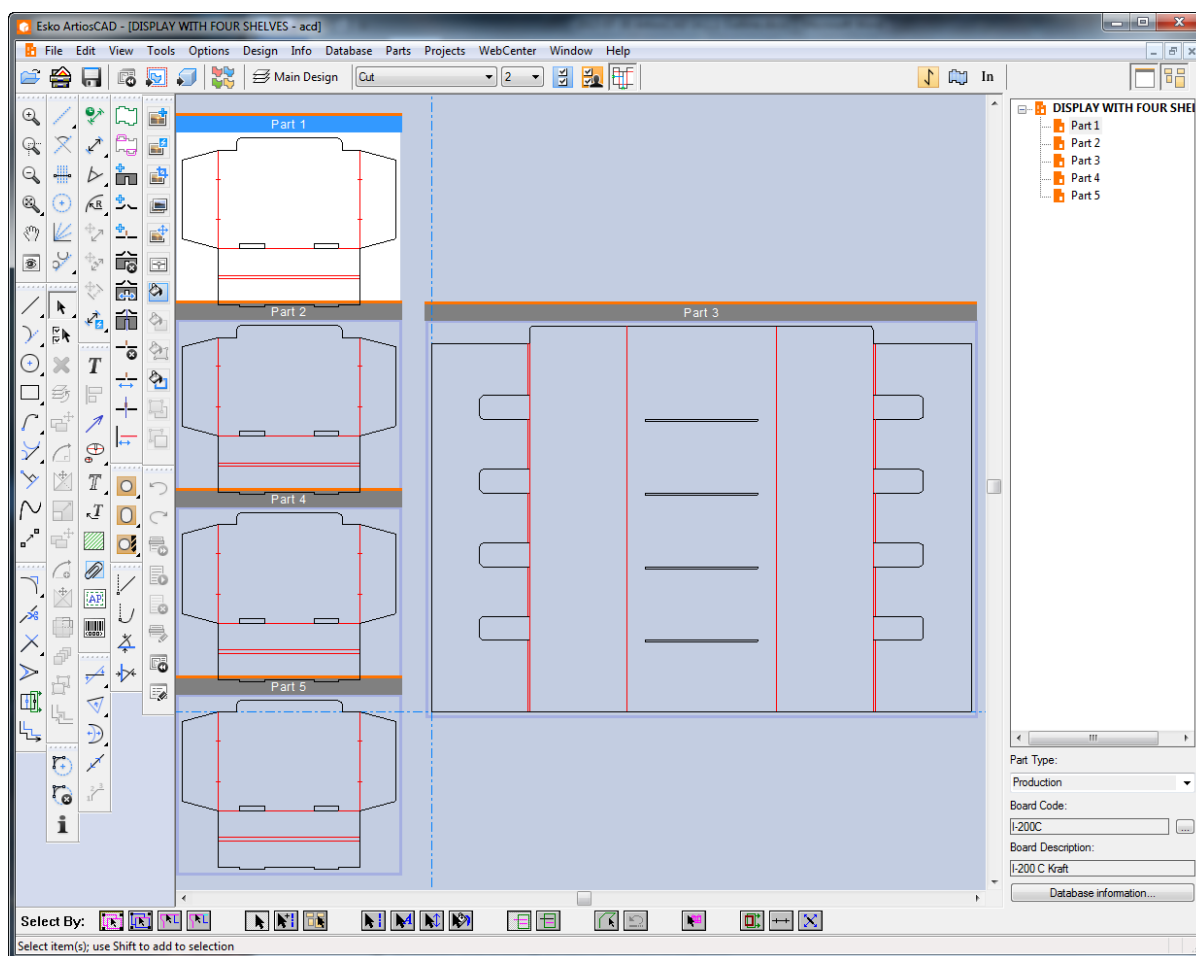 Esko ArtiosCAD - [DISPLAY WITH FOUR SHELVES - acd]
File Edit View Tools Options Design Info Database Parts Projects WebCenter Window Help
Main Design Cut 2 In
Part 1
Part 2
Part 3
Part 4
Part 5
DISPLAY WITH FOUR SHE
Part 1
Part 2
Part 3
Part 4
Part 5
Part Type:
Production
Board Code:
I-200C
...
Board Description:
I-200 C Kraft
Database information...
Select By:
Select item(s); use Shift to add to selection